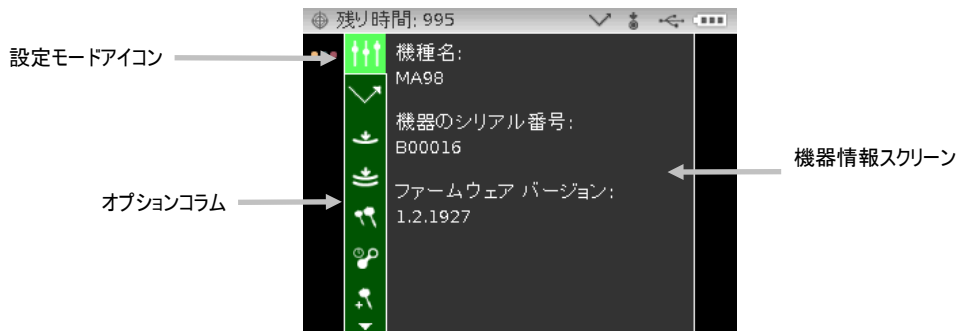 残り時間: 995
設定モードアイコン
機種名:
MA98
機器のシリアル番号:
B00016
機器情報スクリーン
オプションコラム
ファームウェア バージョン:
1.2.1927